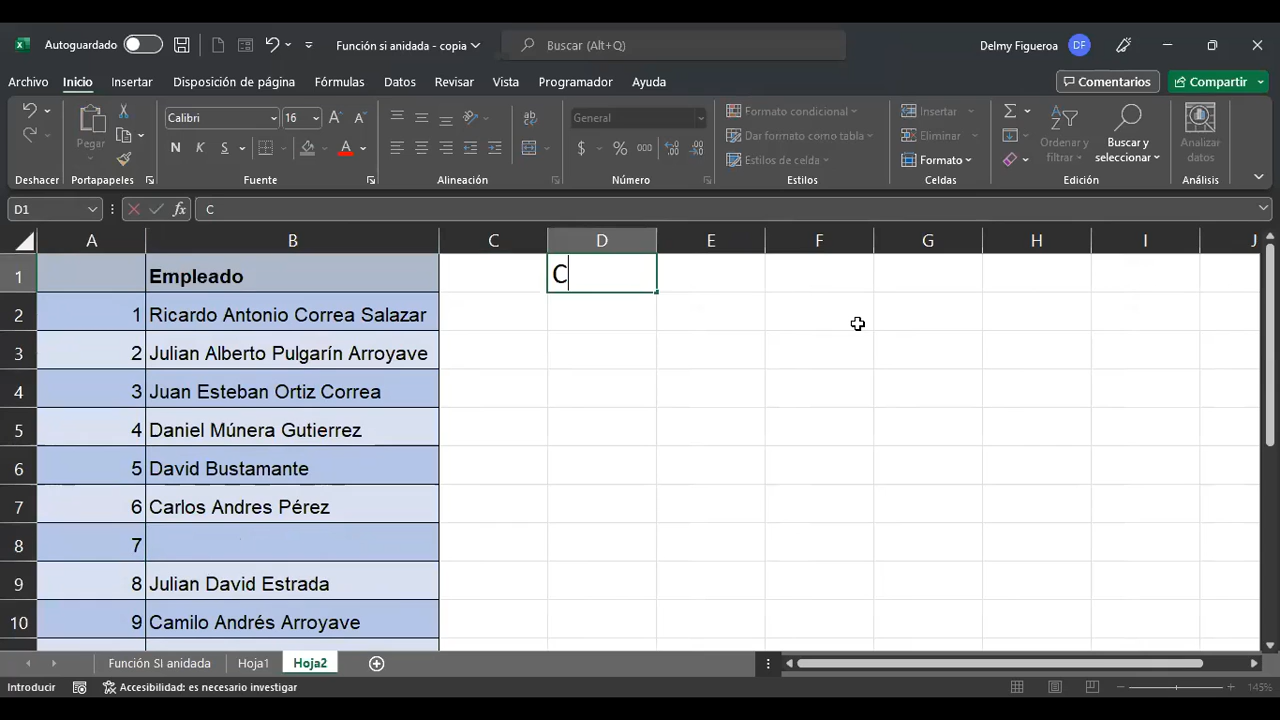 Autoguardado
Función si anidada - copia
Buscar (Alt+Q)
Delmy Figueroa
DF
Archivo Inicio Insertar Disposición de página Fórmulas Datos Revisar Vista Programador Ayuda
Comentarios
Compartir
Pegar
Calibri 16
N K S
General
$ % 000
Formato condicional
Dar formato como tabla
Estilos de celda
Insertar
Eliminar
Formato
Ordenar y filtrar
Buscar y seleccionar
Analizar datos
Deshacer Portapapeles Fuente Alineación Número Estilos Celdas Edición Análisis
D1 fx C
A B C D E F G H I J
1 Empleado C
2 1 Ricardo Antonio Correa Salazar
3 2 Julian Alberto Pulgarín Arroyave
4 3 Juan Esteban Ortiz Correa
5 4 Daniel Múnera Gutierrez
6 5 David Bustamante
7 6 Carlos Andres Pérez
8 7
9 8 Julian David Estrada
10 9 Camilo Andrés Arroyave
Función SI anidada Hoja1 Hoja2
Introducir Accesibilidad: es necesario investigar 145%